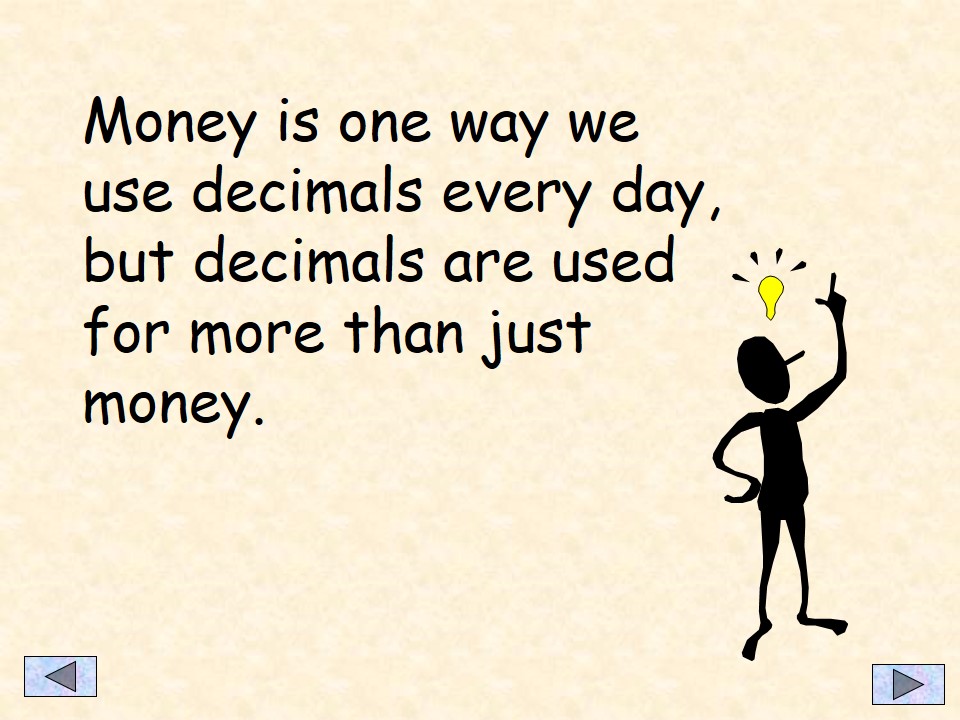 Money is one way we
use decimals every day,
but decimals are used
for more than just
money.